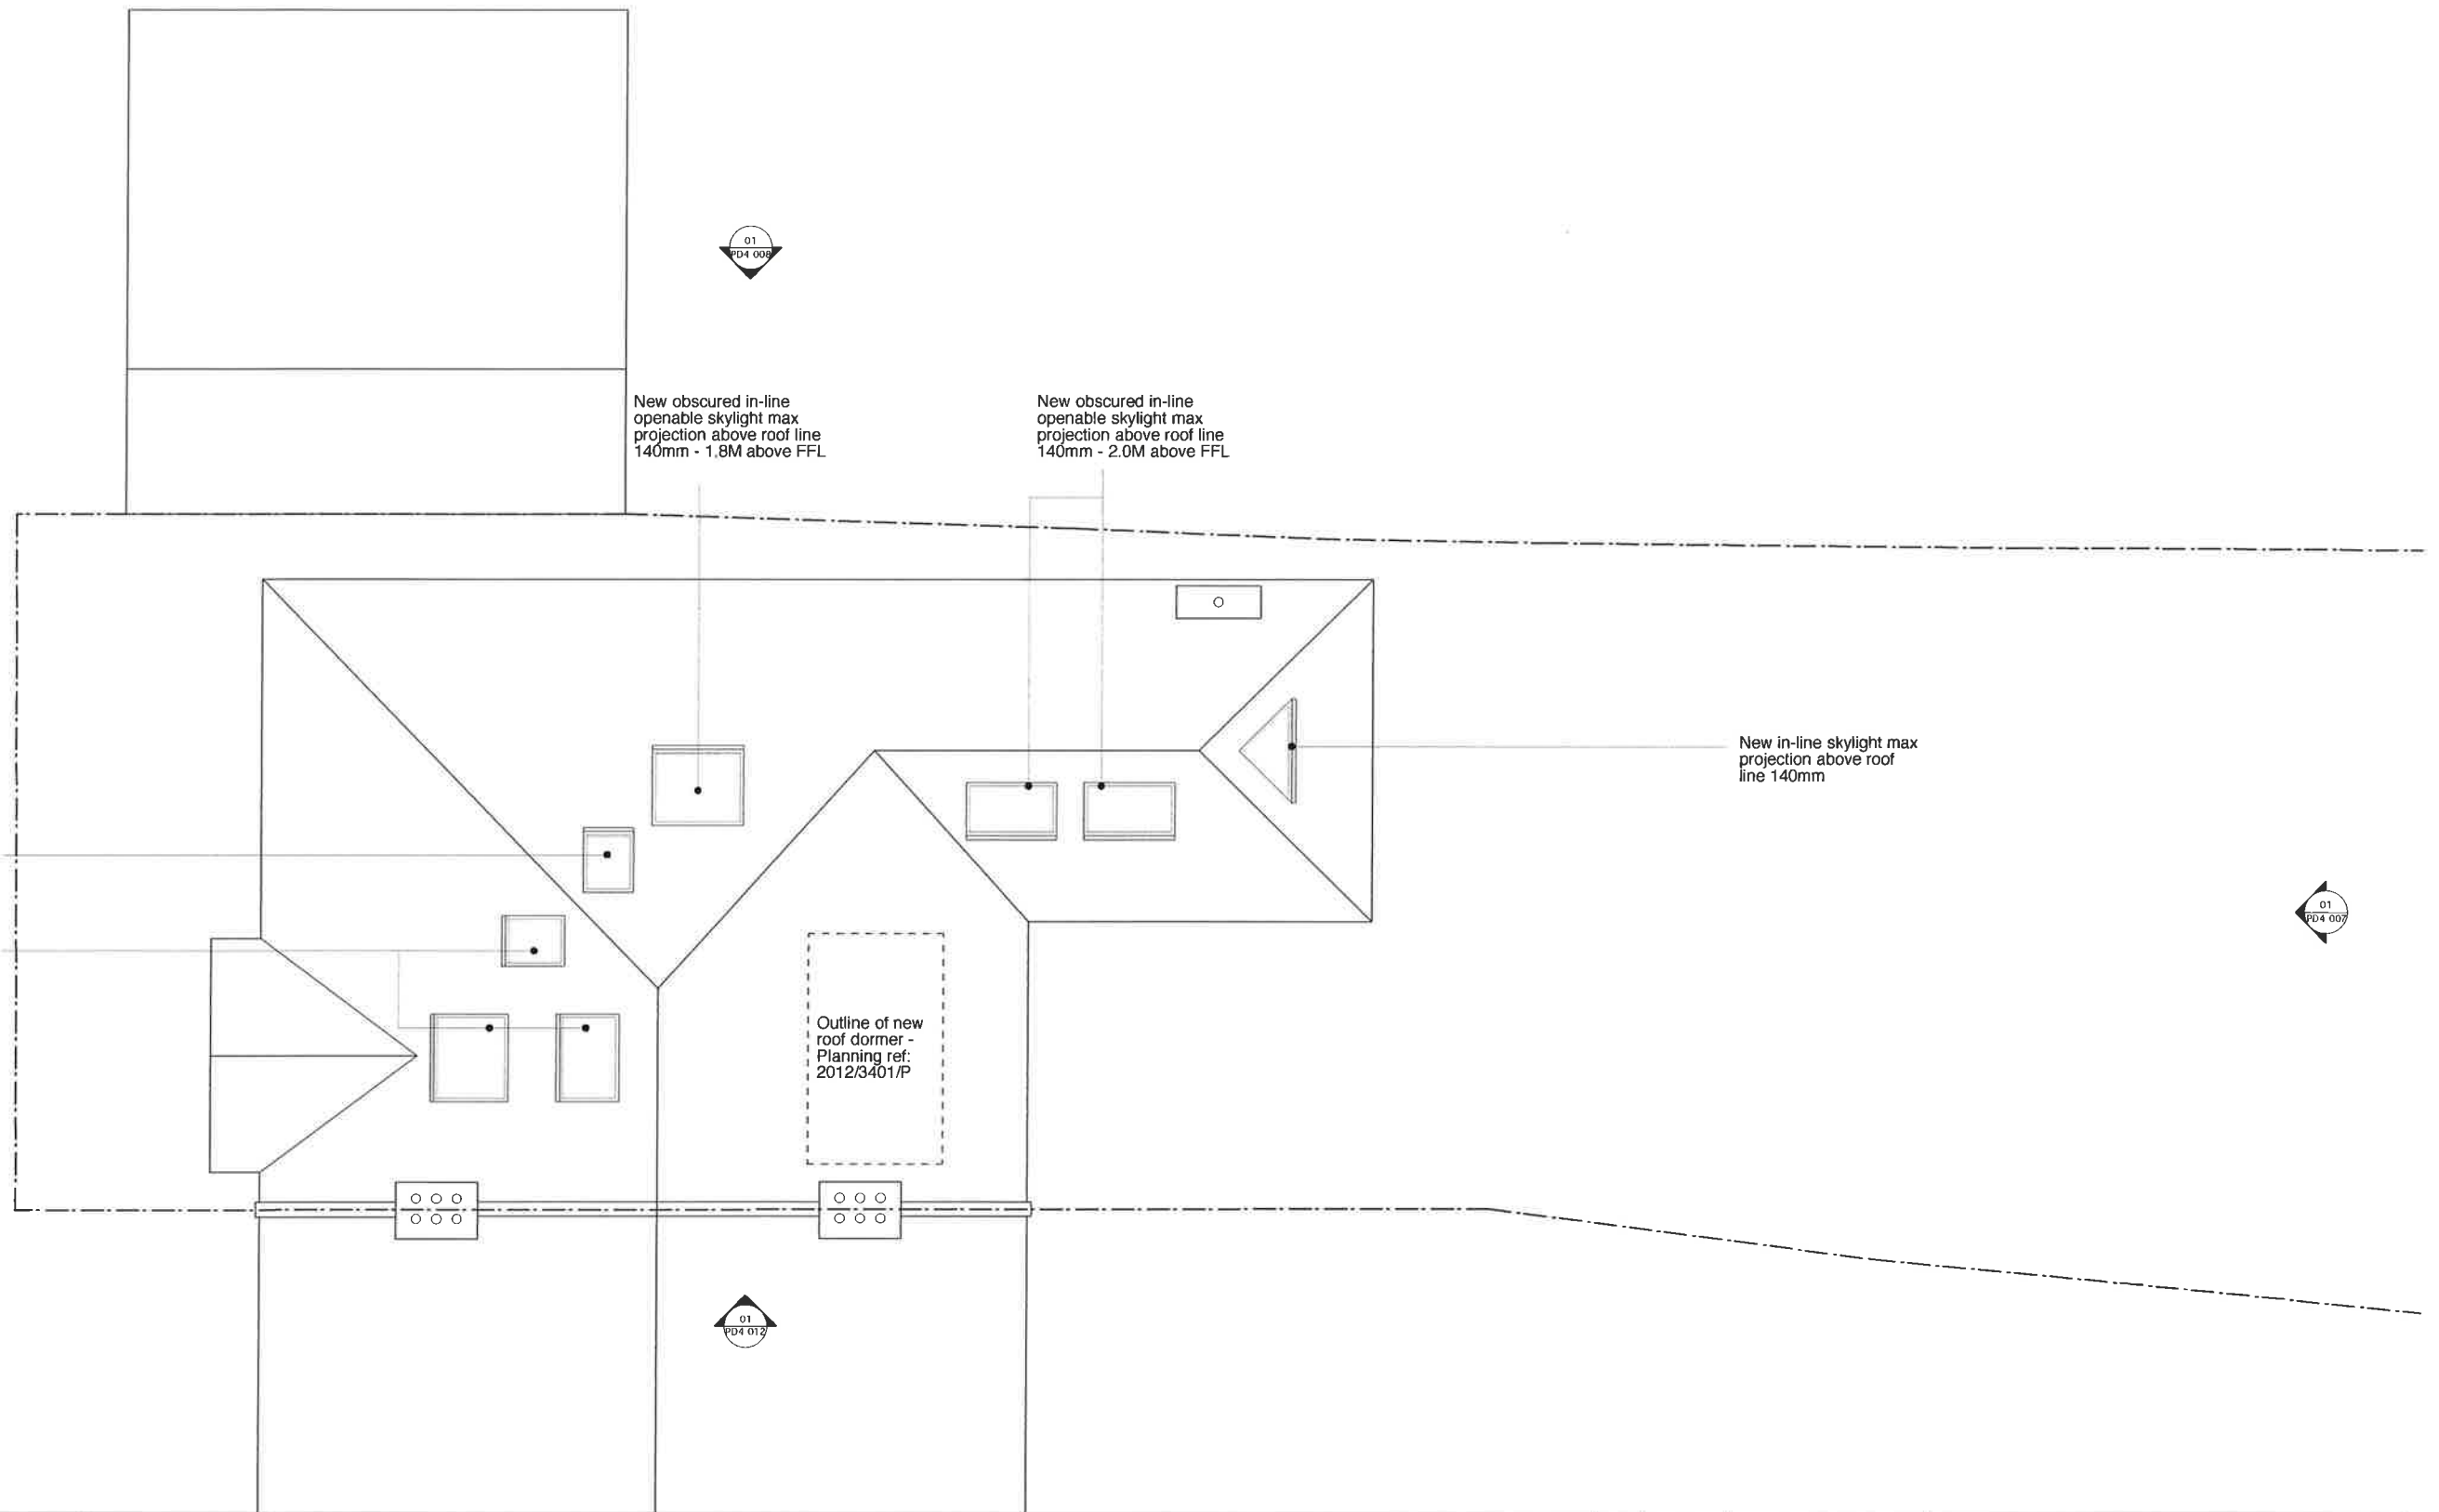 01
PD4 008
New obscured in-line
openable skylight max
projection above roof line
140mm - 1.8M above FFL
New obscured in-line
openable skylight max
projection above roof line
140mm - 2.0M above FFL
New in-line skylight max
projection above roof
line 140mm
01
PD4 007
Outline of new
roof dormer -
Planning ref:
2012/3401/P
01
PD4 012